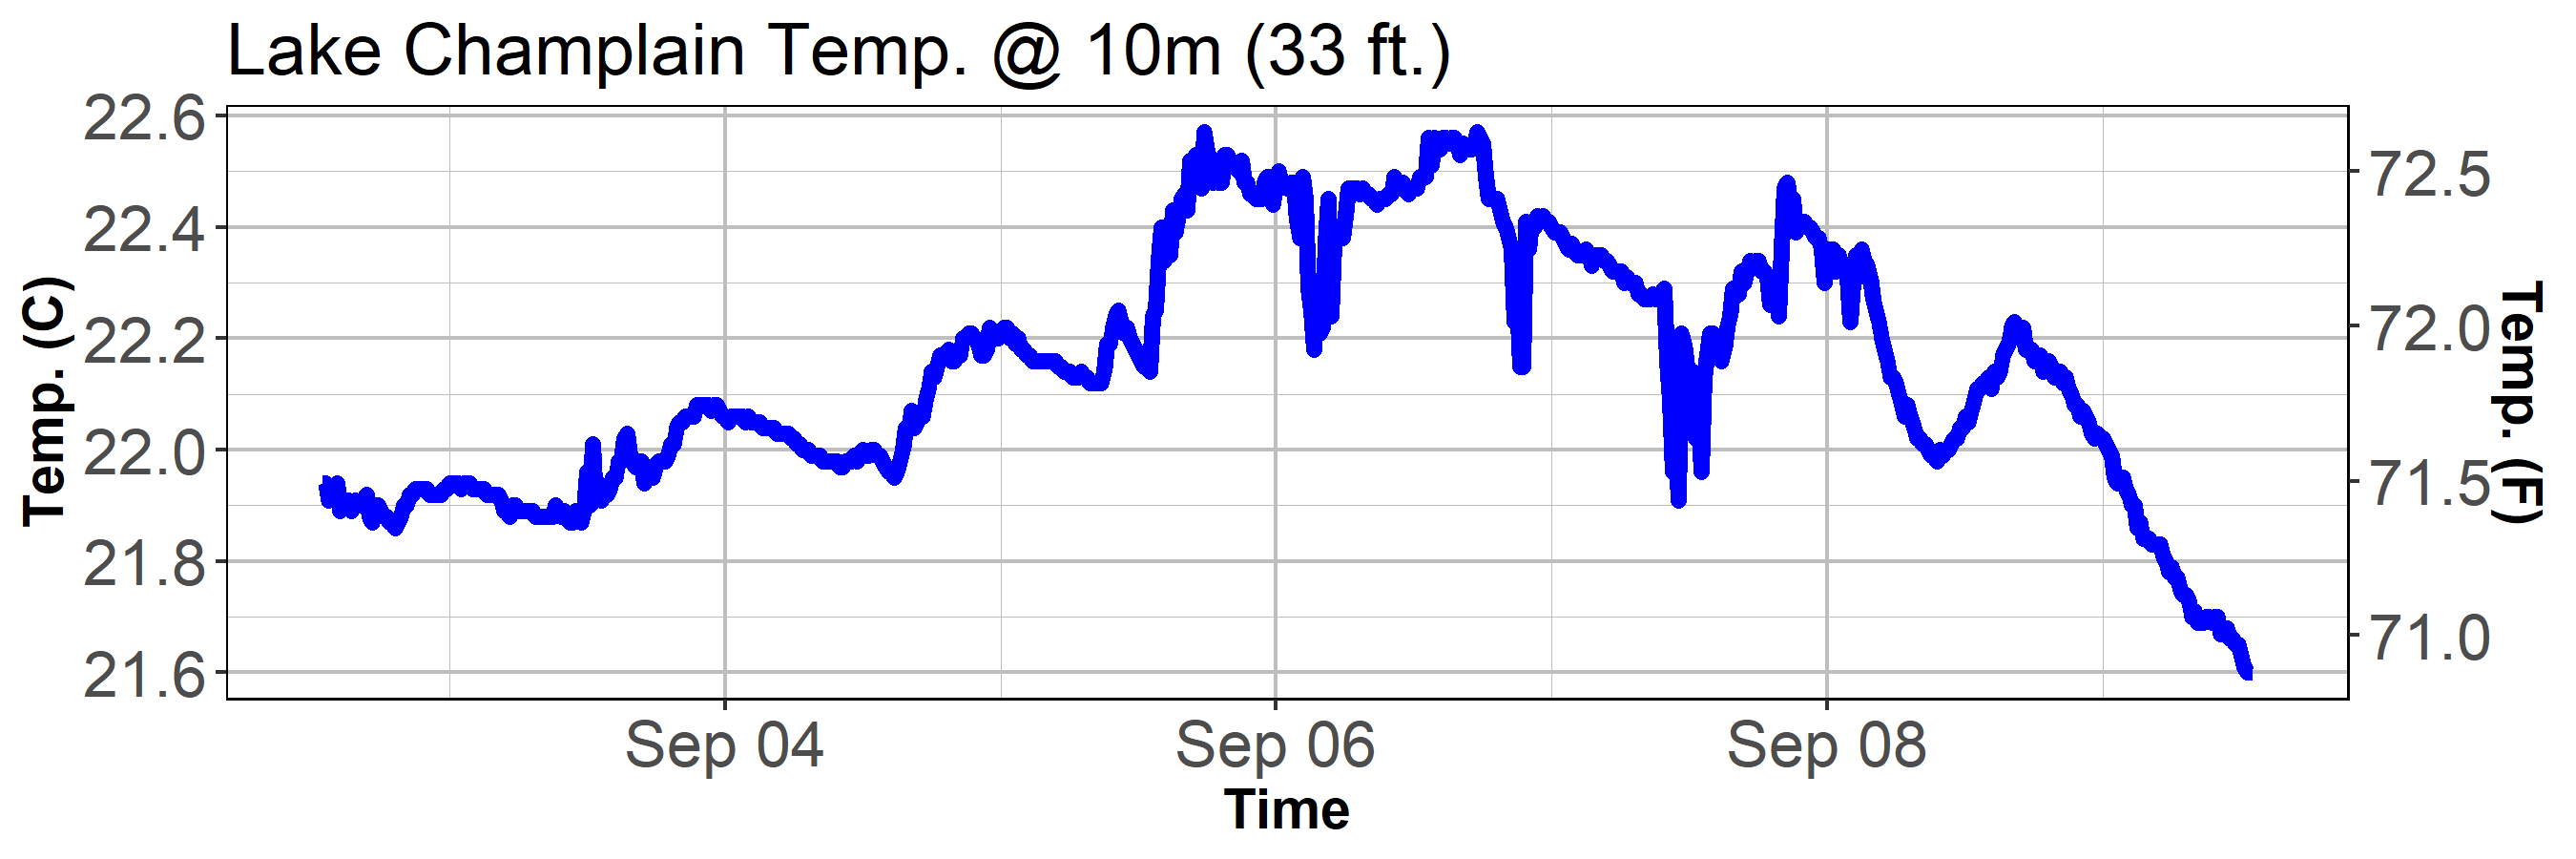 Lake Champlain Temp. @ 10m (33 ft.)
22.6
22.4
22.2
22.0
21.8
21.6
Temp. (C)
72.5
72.0
71.5
71.0
Temp. (F)
Sep 04
Sep 06
Sep 08
Time